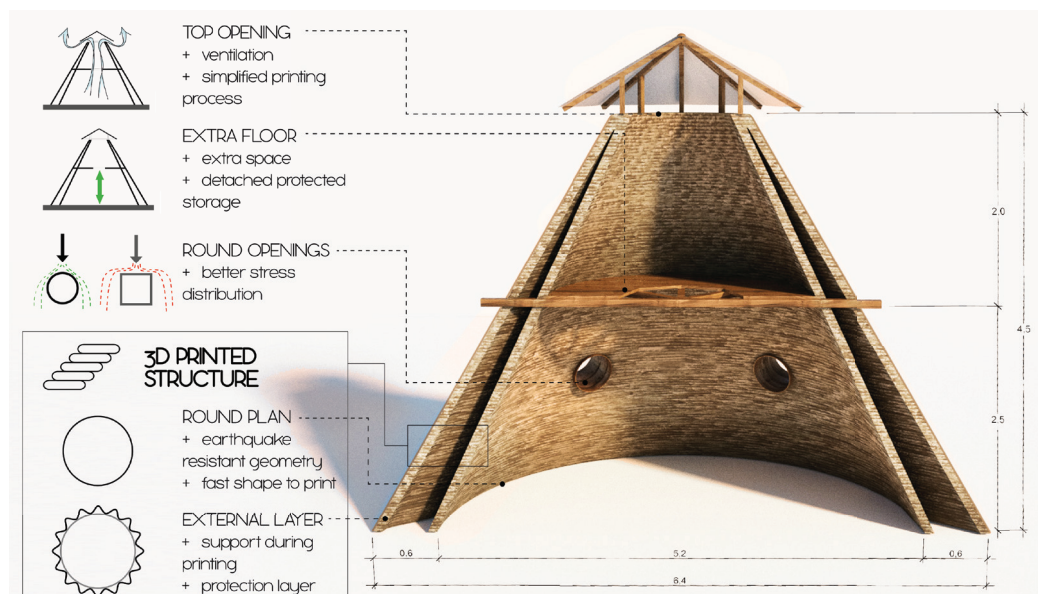 TOP OPENING
+ ventilation
+ simplified printing
process
EXTRA FLOOR
+ extra space
+ detached protected
storage
ROUND OPENINGS
+ better stress
distribution
3D PRINTED
STRUCTURE
ROUND PLAN
+ earthquake
resistant geometry
+ fast shape to print
EXTERNAL LAYER
+ support during
printing
+ protection layer
2.0
4.5
2.5
0.6
5.2
0.6
6.4